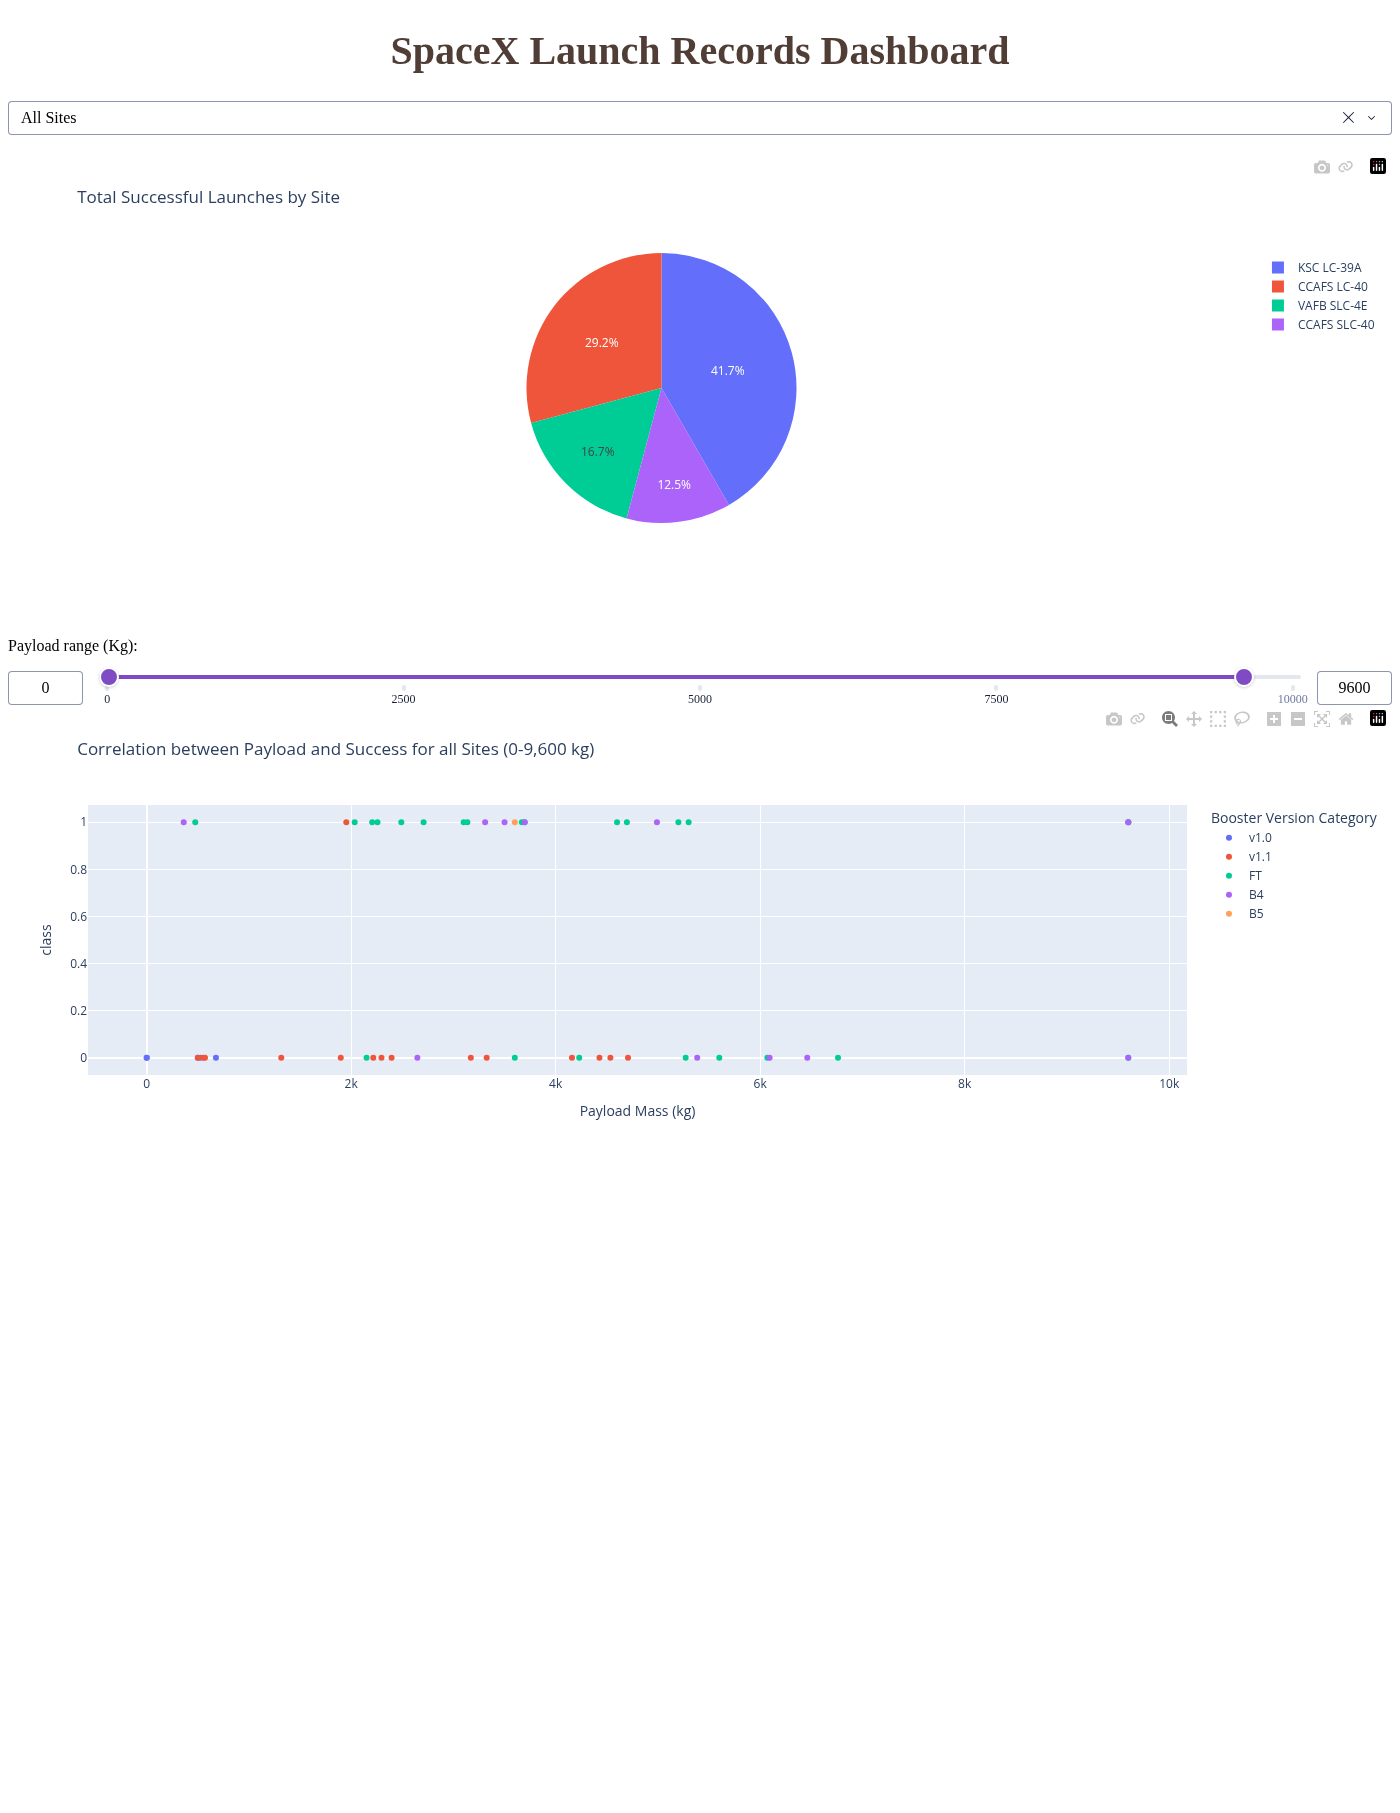 SpaceX Launch Records Dashboard
All Sites
Total Successful Launches by Site
KSC LC-39A
CCAFS LC-40
VAFB SLC-4E
CCAFS SLC-40
29.2%
41.7%
16.7%
12.5%
Payload range (Kg):
0
0 2500 5000 7500 10000
9600
Correlation between Payload and Success for all Sites (0-9,600 kg)
Booster Version Category
v1.0
v1.1
FT
B4
B5
1
0.8
0.6
0.4
0.2
0
class
0 2k 4k 6k 8k 10k
Payload Mass (kg)